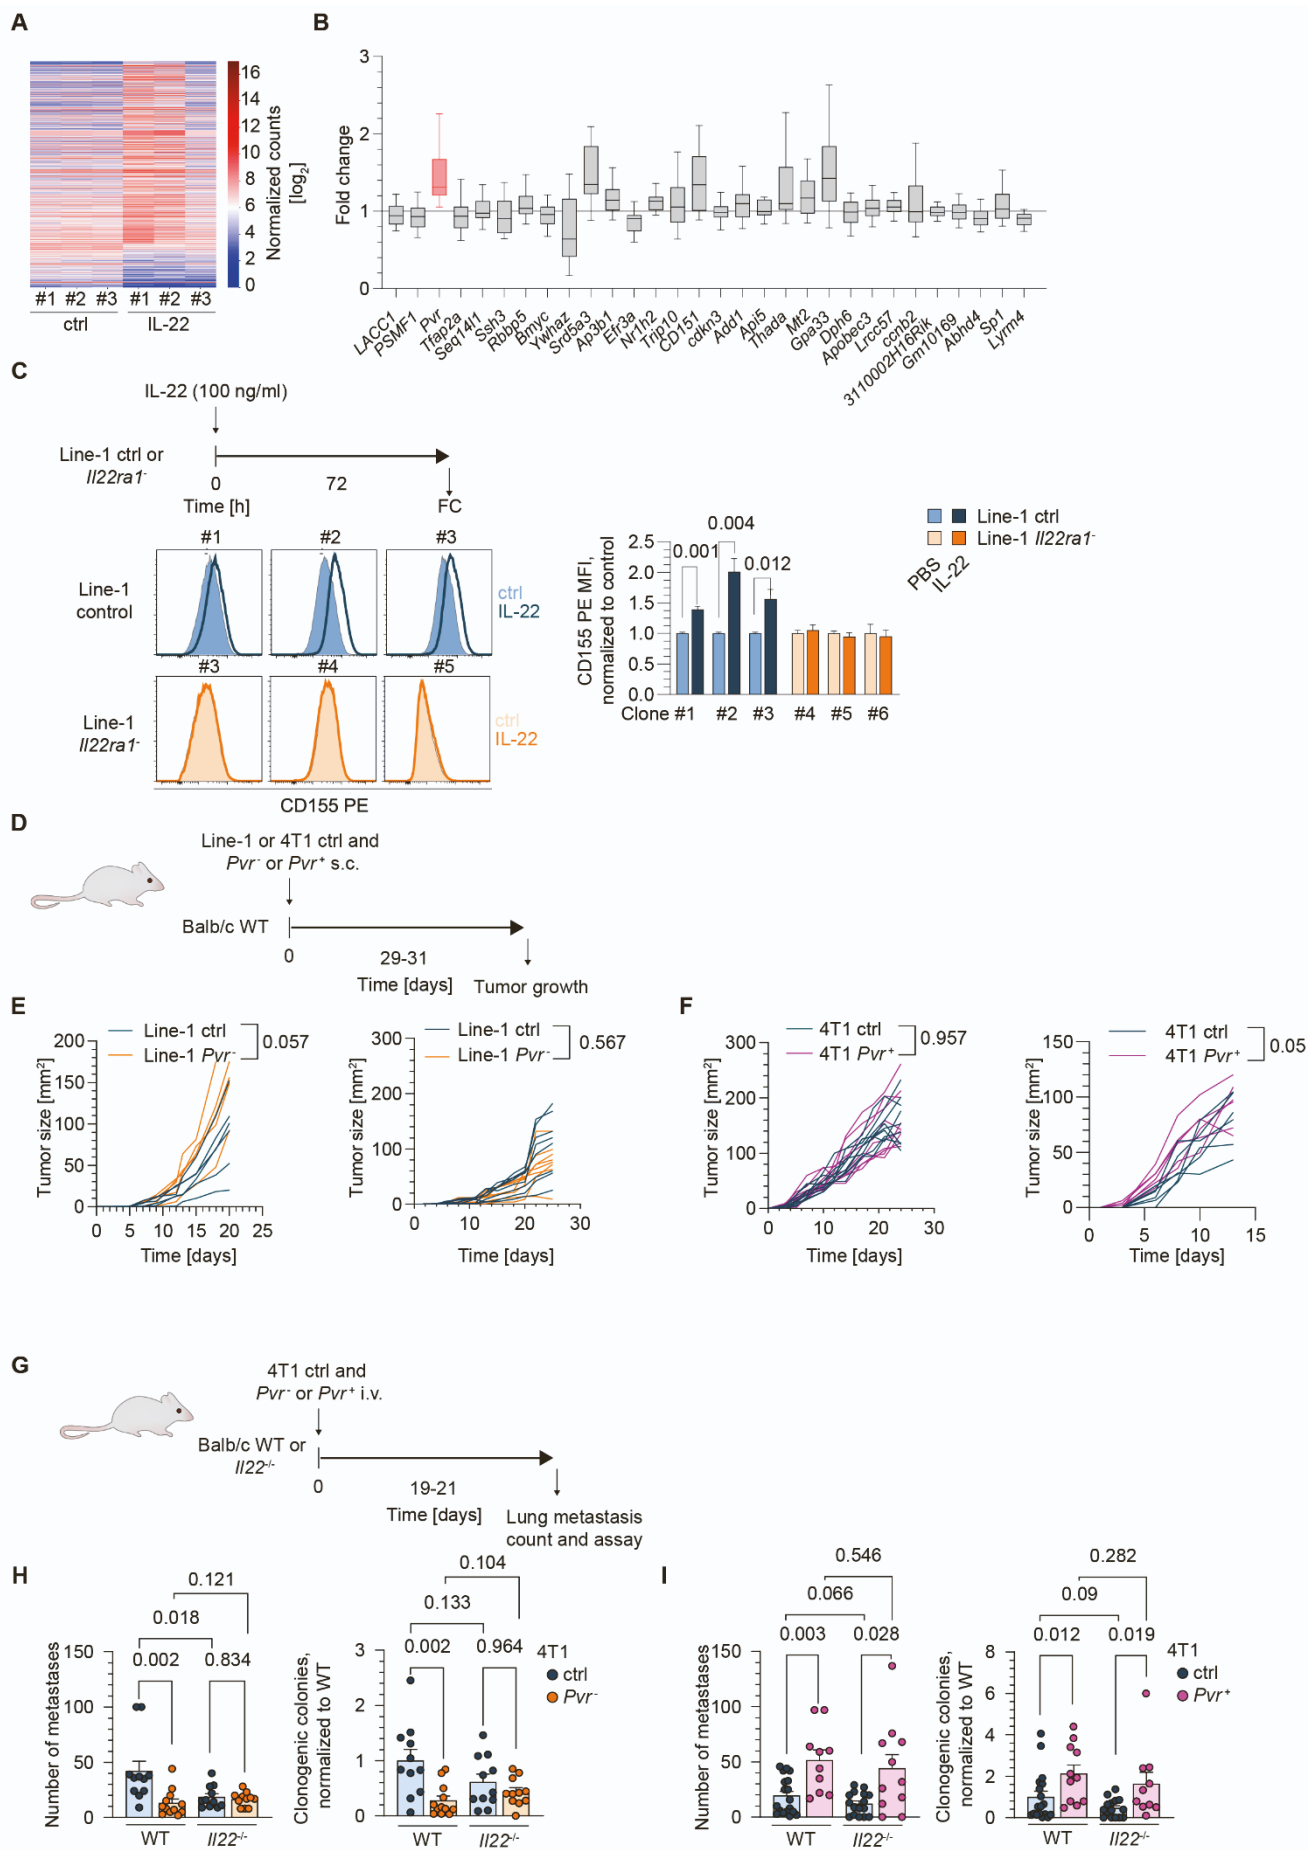 A
16
14
12
10
8
6
4
2
0
Normalized counts
[log2]
#1 #2 #3 #1 #2 #3
ctrl IL-22
B
3
2
1
0
Fold change
LACC1
PSMF1
Pvr
Tfap2a
Seq14l1
Ssh3
Rbbp5
Bmyc
Ywhaz
Srd5a3
Ap3b1
Efr3a
Nr1h2
Trip10
CD151
cdkn3
Add1
Api5
Thada
Mt2
Gpa33
Dph6
Apobec3
Lrcc57
ccnb2
3110002H16Rik
Gm10169
Abhd4
Sp1
Lyrm4
C
IL-22 (100 ng/ml)
Line-1 ctrl or
Il22ra1-
0 72
Time [h] FC
#1 #2 #3
Line-1
control
ctrl
IL-22
#3 #4 #5
Line-1
Il22ra1-
ctrl
IL-22
CD155 PE
CD155 PE MFI,
normalized to control
2.5
2.0
1.5
1.0
0.5
0.0
0.001
0.004
0.012
Clone #1 #2 #3 #4 #5 #6
Line-1 ctrl
Line-1 Il22ra1-
PBS
IL-22
D
Line-1 or 4T1 ctrl and
Pvr- or Pvr+ s.c.
Balb/c WT
0 29-31
Time [days] Tumor growth
E
Line-1 ctrl
Line-1 Pvr-
0.057
Tumor size [mm2]
200
150
100
50
0
0 5 10 15 20 25
Time [days]
Line-1 ctrl
Line-1 Pvr-
0.567
Tumor size [mm2]
300
200
100
0
0 10 20 30
Time [days]
F
4T1 ctrl
4T1 Pvr+
0.957
Tumor size [mm2]
300
200
100
0
0 10 20 30
Time [days]
4T1 ctrl
4T1 Pvr+
0.05
Tumor size [mm2]
150
100
50
0
0 5 10 15
Time [days]
G
4T1 ctrl and
Pvr- or Pvr+ i.v.
Balb/c WT or
Il22-/-
0 19-21
Time [days] Lung metastasis
count and assay
H
0.121
0.018
0.002 0.834
Number of metastases
150
100
50
0
WT Il22-/-
0.104
0.133
0.002 0.964
Clonogenic colonies,
normalized to WT
3
2
1
0
WT Il22-/-
4T1
ctrl
Pvr-
I
0.546
0.066
0.003 0.028
Number of metastases
150
100
50
0
WT Il22-/-
0.282
0.09
0.012 0.019
Clonogenic colonies,
normalized to WT
8
6
4
2
0
WT Il22-/-
4T1
ctrl
Pvr+